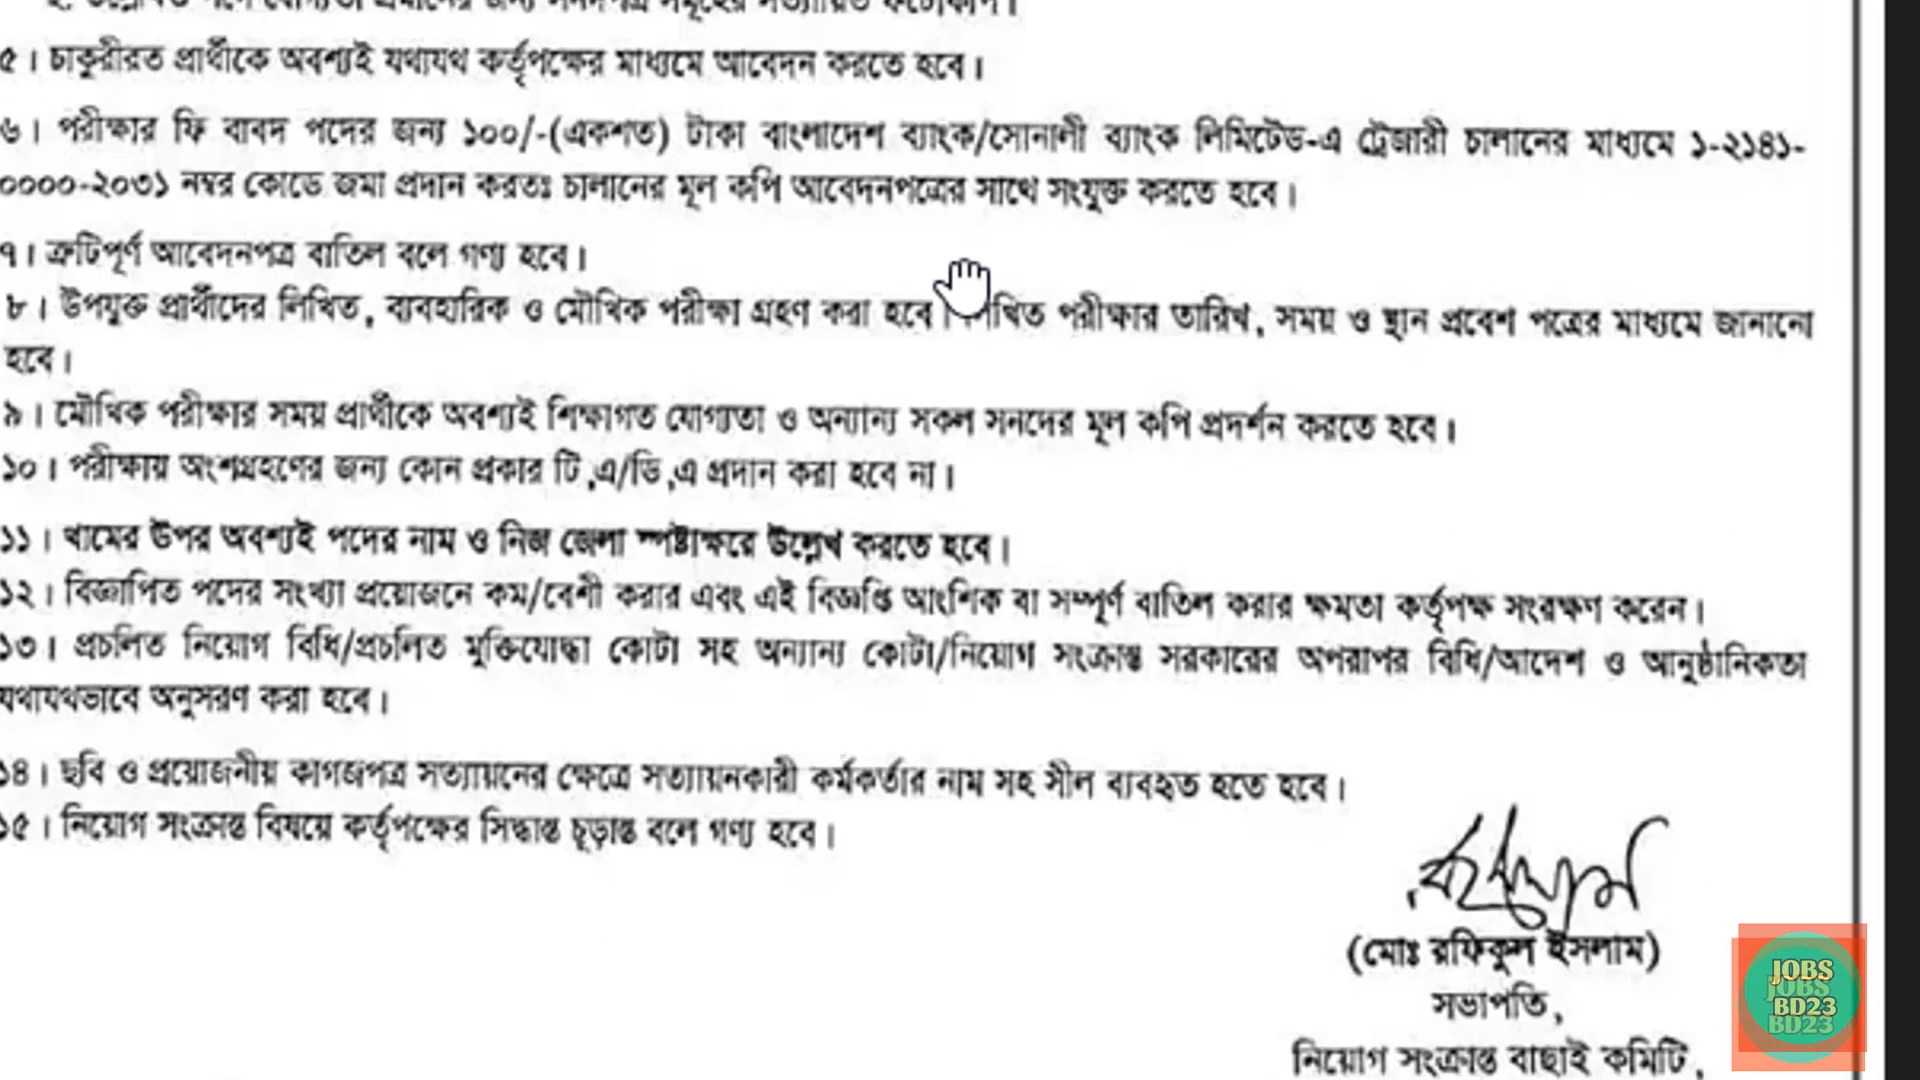 ৫। চাকুরীরত প্রার্থীকে অবশ্যই যথাযথ কর্তৃপক্ষের মাধ্যমে আবেদন করতে হবে।
৬। পরীক্ষার ফি বাবদ পদের জন্য ১০০/-(একশত) টাকা বাংলাদেশ ব্যাংক/সোনালী ব্যাংক লিমিটেড-এ ট্রেজারী চালানের মাধ্যমে ১-২১৪১-
০০০০-২০৩১ নম্বর কোডে জমা প্রদান করতঃ চালানের মূল কপি আবেদনপত্রের সাথে সংযুক্ত করতে হবে।
৭। ত্রুটিপূর্ণ আবেদনপত্র বাতিল বলে গণ্য হবে।
৮। উপযুক্ত প্রার্থীদের লিখিত, ব্যবহারিক ও মৌখিক পরীক্ষা গ্রহণ করা হবে। পরীক্ষার তারিখ, সময় ও স্থান প্রবেশ পত্রের মাধ্যমে জানানো
হবে।
৯। মৌখিক পরীক্ষার সময় প্রার্থীকে অবশ্যই শিক্ষাগত যোগ্যতা ও অন্যান্য সকল সনদের মূল কপি প্রদর্শন করতে হবে।
১০। পরীক্ষায় অংশগ্রহণের জন্য কোন প্রকার টি,এ/ডি,এ প্রদান করা হবে না।
১১। খামের উপর অবশ্যই পদের নাম ও নিজ জেলা স্পষ্টাক্ষরে উল্লেখ করতে হবে।
১২। বিজ্ঞাপিত পদের সংখ্যা প্রয়োজনে কম/বেশী করার এবং এই বিজ্ঞপ্তি আংশিক বা সম্পূর্ণ বাতিল করার ক্ষমতা কর্তৃপক্ষ সংরক্ষণ করেন।
১৩। প্রচলিত নিয়োগ বিধি/প্রচলিত মুক্তিযোদ্ধা কোটা সহ অন্যান্য কোটা/নিয়োগ সংক্রান্ত সরকারের অপরাপর বিধি/আদেশ ও আনুষ্ঠানিকতা
যথাযথভাবে অনুসরণ করা হবে।
১৪। ছবি ও প্রয়োজনীয় কাগজপত্র সত্যায়নের ক্ষেত্রে সত্যায়নকারী কর্মকর্তার নাম সহ সীল ব্যবহৃত হতে হবে।
১৫। নিয়োগ সংক্রান্ত বিষয়ে কর্তৃপক্ষের সিদ্ধান্ত চূড়ান্ত বলে গণ্য হবে।
(মোঃ রফিকুল ইসলাম)
সভাপতি,
নিয়োগ সংক্রান্ত বাছাই কমিটি,
JOBS
JOBS
BD23
BD23